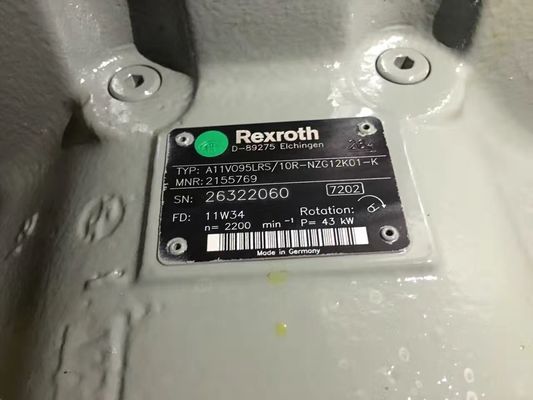 Rexroth
D-89275 Elchingen
TYP: A11VO95LRS/10R-NZG12K01-K
MNR: 2155769
SN: 26322060 7202
FD: 11W34 Rotation:
n= 2200 min⁻¹ P= 43 kW
Made in Germany